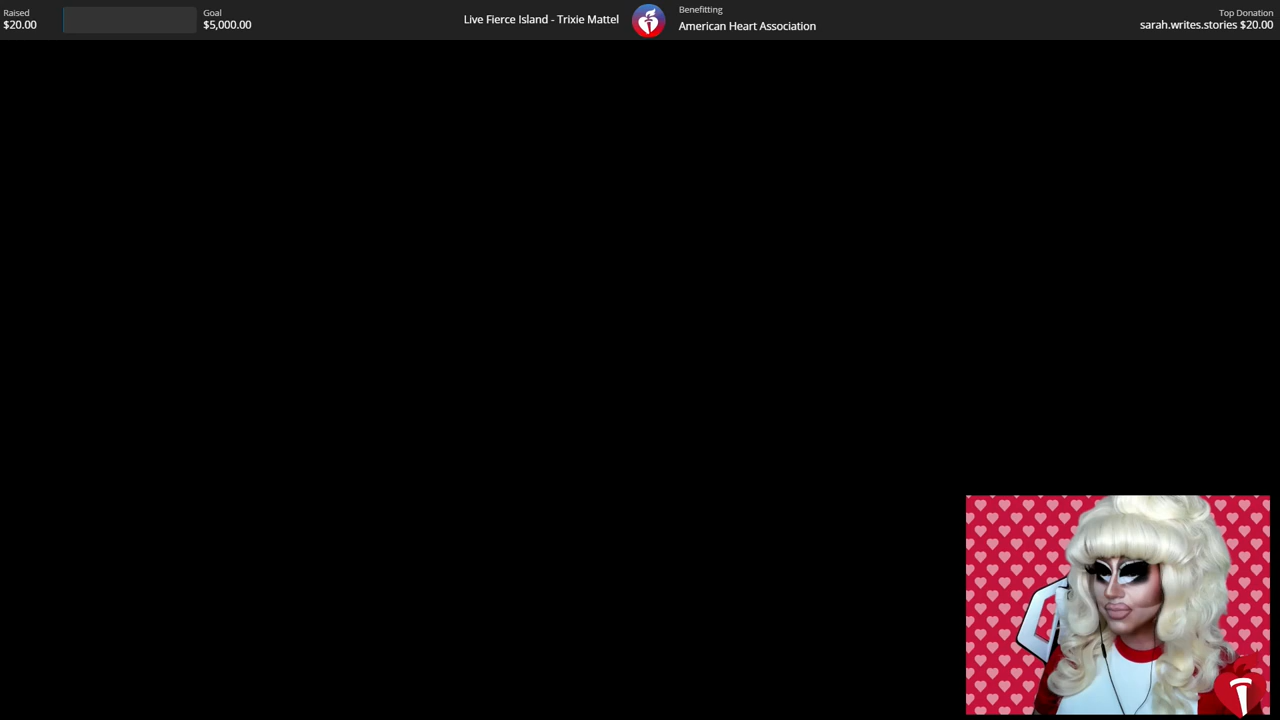 Raised
$20.00
Goal
$5,000.00
Live Fierce Island - Trixie Mattel
Benefitting
American Heart Association
Top Donation
sarah.writes.stories $20.00